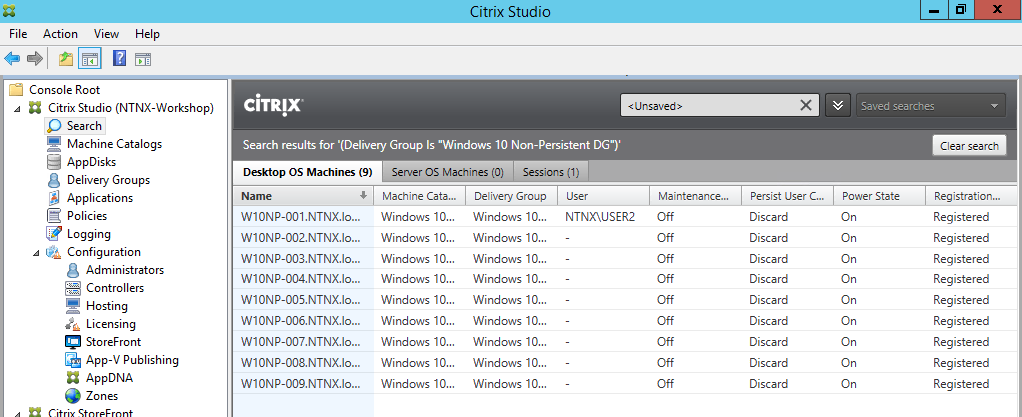 Citrix Studio
File Action View Help
Console Root
Citrix Studio (NTNX-Workshop)
Search
Machine Catalogs
AppDisks
Delivery Groups
Applications
Policies
Logging
Configuration
Administrators
Controllers
Hosting
Licensing
StoreFront
App-V Publishing
AppDNA
Zones
Citrix StoreFront
CİTRIX <Unsaved> Saved searches
Search results for '(Delivery Group Is "Windows 10 Non-Persistent DG")' Clear search
Desktop OS Machines (9) Server OS Machines (0) Sessions (1)
Name Machine Cata... Delivery Group User Maintenance... Persist User C... Power State Registration...
W10NP-001.NTNX.lo... Windows 10... Windows 10... NTNX\USER2 Off Discard On Registered
W10NP-002.NTNX.lo... Windows 10... Windows 10... - Off Discard On Registered
W10NP-003.NTNX.lo... Windows 10... Windows 10... - Off Discard On Registered
W10NP-004.NTNX.lo... Windows 10... Windows 10... - Off Discard On Registered
W10NP-005.NTNX.lo... Windows 10... Windows 10... - Off Discard On Registered
W10NP-006.NTNX.lo... Windows 10... Windows 10... - Off Discard On Registered
W10NP-007.NTNX.lo... Windows 10... Windows 10... - Off Discard On Registered
W10NP-008.NTNX.lo... Windows 10... Windows 10... - Off Discard On Registered
W10NP-009.NTNX.lo... Windows 10... Windows 10... - Off Discard On Registered